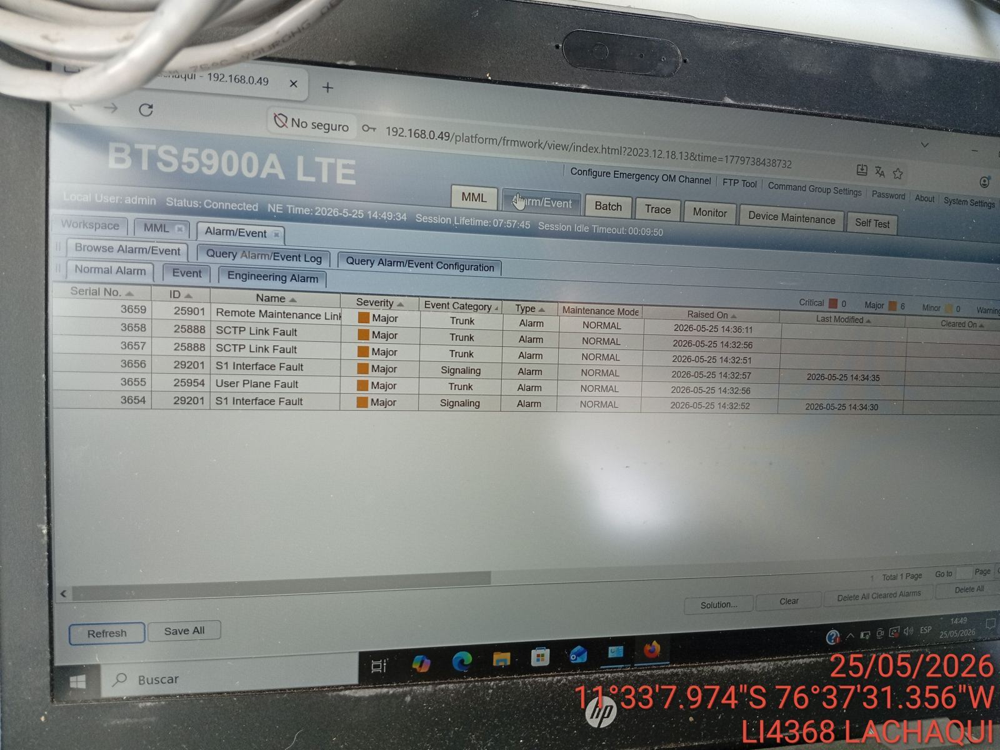 - 192.168.0.49
No seguro 192.168.0.49/platform/frmwork/view/index.html?2023.12.18.13&time=1779738438732
BTS5900A LTE
Configure Emergency OM Channel | FTP Tool | Command Group Settings | Password | About | System Settings
MML Alarm/Event Batch Trace Monitor Device Maintenance Self Test
Local User: admin Status: Connected NE Time: 2026-5-25 14:49:34 Session Lifetime: 07:57:45 Session Idle Timeout: 00:09:50
Workspace MML Alarm/Event
Browse Alarm/Event Query Alarm/Event Log Query Alarm/Event Configuration
Normal Alarm Event Engineering Alarm
Critical 0 Major 6 Minor 0 Warning
Serial No. ID Name Severity Event Category Type Maintenance Mode Raised On Last Modified Cleared On
3659 25901 Remote Maintenance Link Major Trunk Alarm NORMAL 2026-05-25 14:36:11
3658 25888 SCTP Link Fault Major Trunk Alarm NORMAL 2026-05-25 14:32:56
3657 25888 SCTP Link Fault Major Trunk Alarm NORMAL 2026-05-25 14:32:51
3656 29201 S1 Interface Fault Major Signaling Alarm NORMAL 2026-05-25 14:32:57 2026-05-25 14:34:35
3655 25954 User Plane Fault Major Trunk Alarm NORMAL 2026-05-25 14:32:56
3654 29201 S1 Interface Fault Major Signaling Alarm NORMAL 2026-05-25 14:32:52 2026-05-25 14:34:30
1 Total 1 Page Go to Page
Solution... Clear Delete All Cleared Alarms Delete All
Refresh Save All
Buscar
ESP 14:49
25/05/2026
hp
25/05/2026
11°33'7.974"S 76°37'31.356"W
LI4368 LACHAQUI